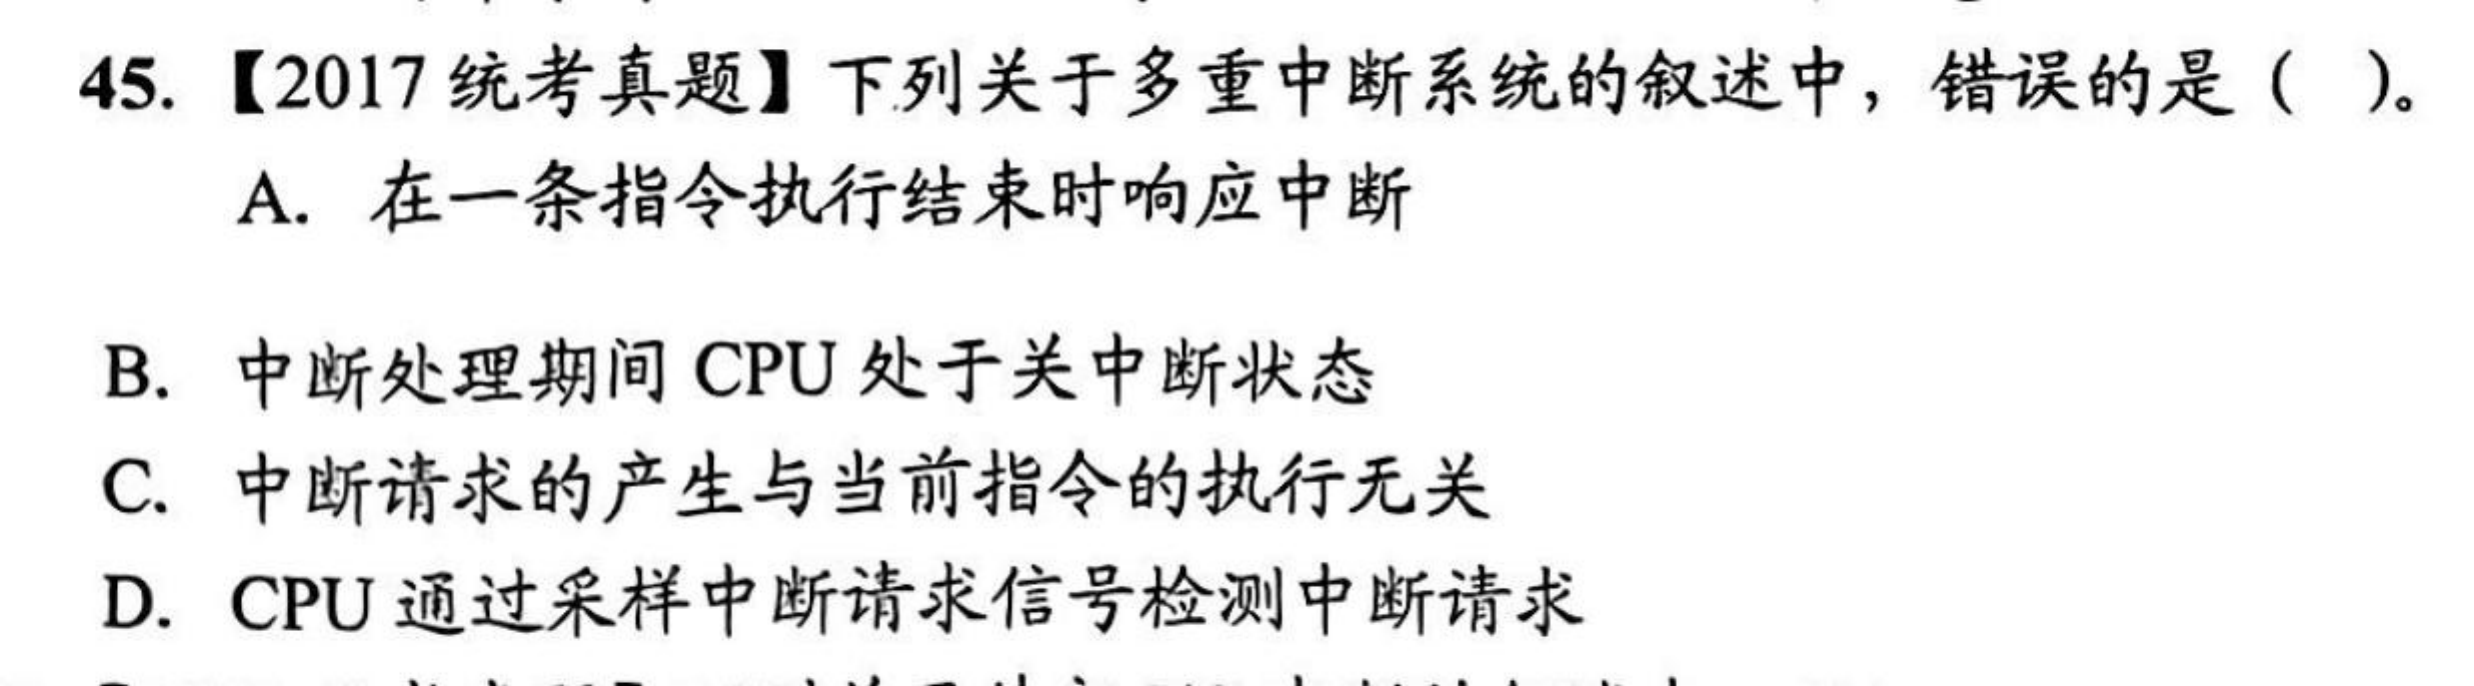 45.【2017统考真题】下列关于多重中断系统的叙述中，错误的是（ ）。
A. 在一条指令执行结束时响应中断
B. 中断处理期间 CPU 处于关中断状态
C. 中断请求的产生与当前指令的执行无关
D. CPU 通过采样中断请求信号检测中断请求